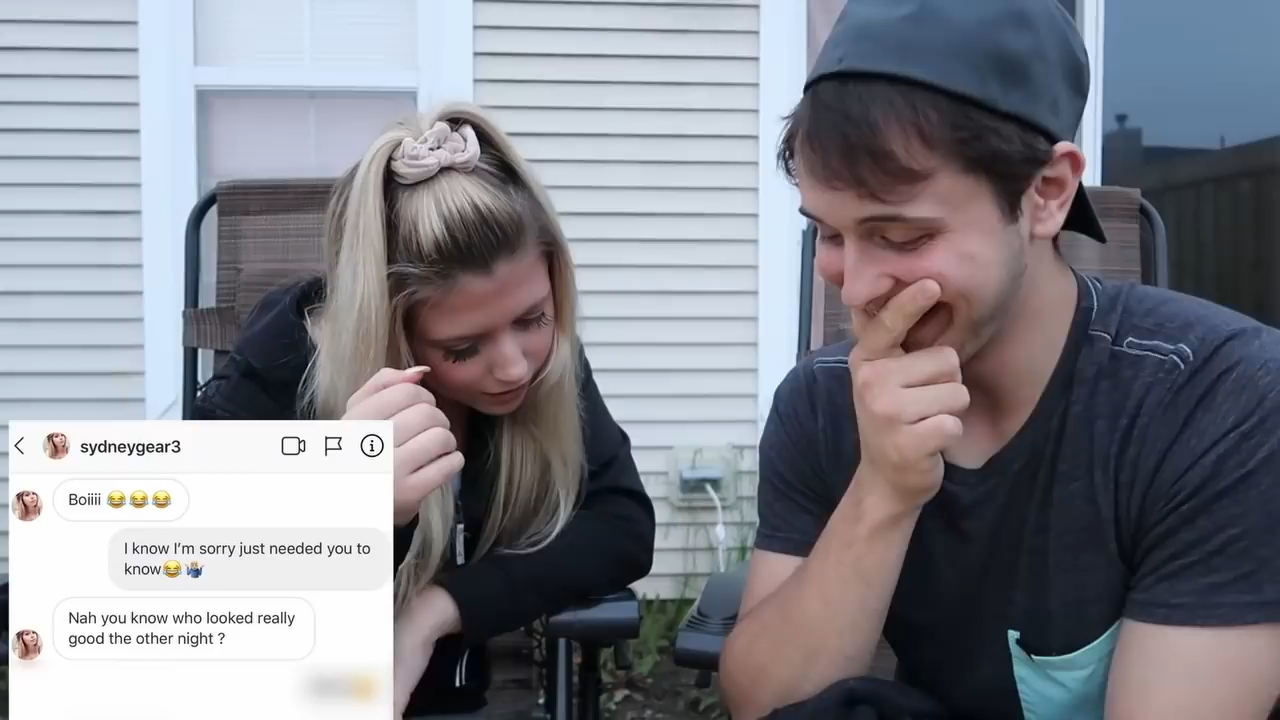 sydneygear3
Boiiii 😂😂😂
I know I'm sorry just needed you to
know😂🤷🏼‍♂️
Nah you know who looked really
good the other night ?